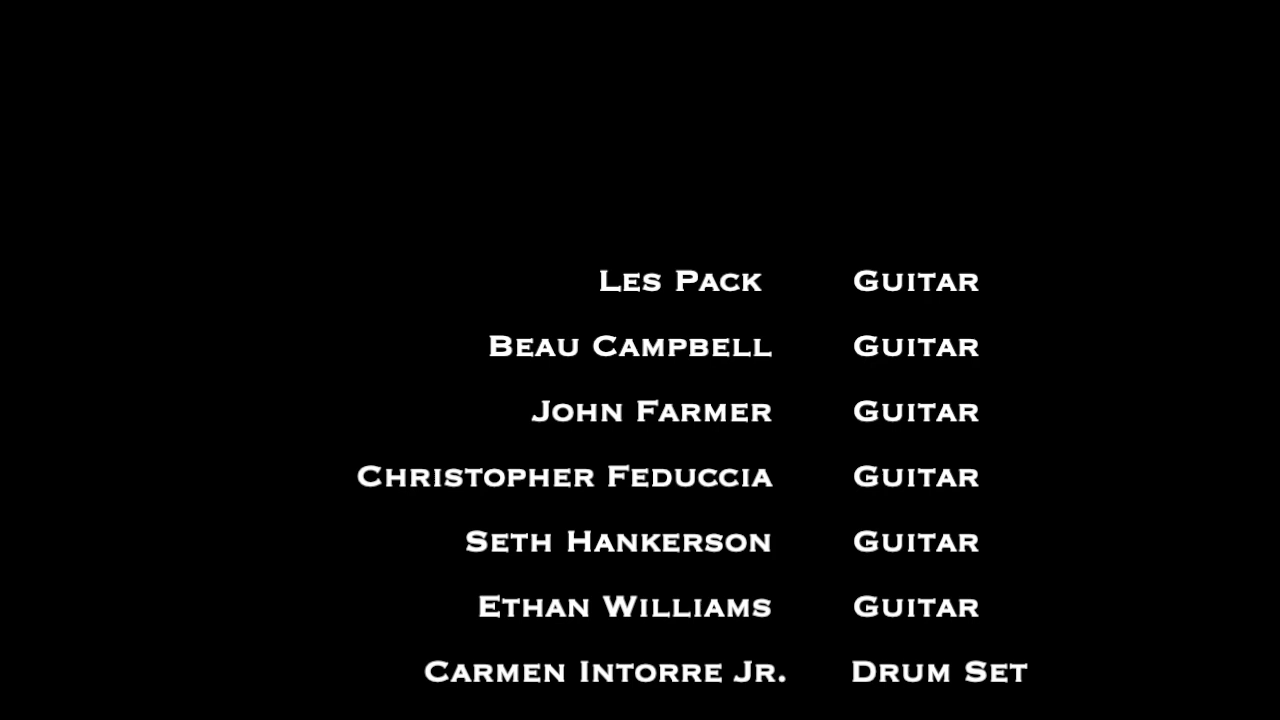 Les Pack Guitar
Beau Campbell Guitar
John Farmer Guitar
Christopher Feduccia Guitar
Seth Hankerson Guitar
Ethan Williams Guitar
Carmen Intorre Jr. Drum Set